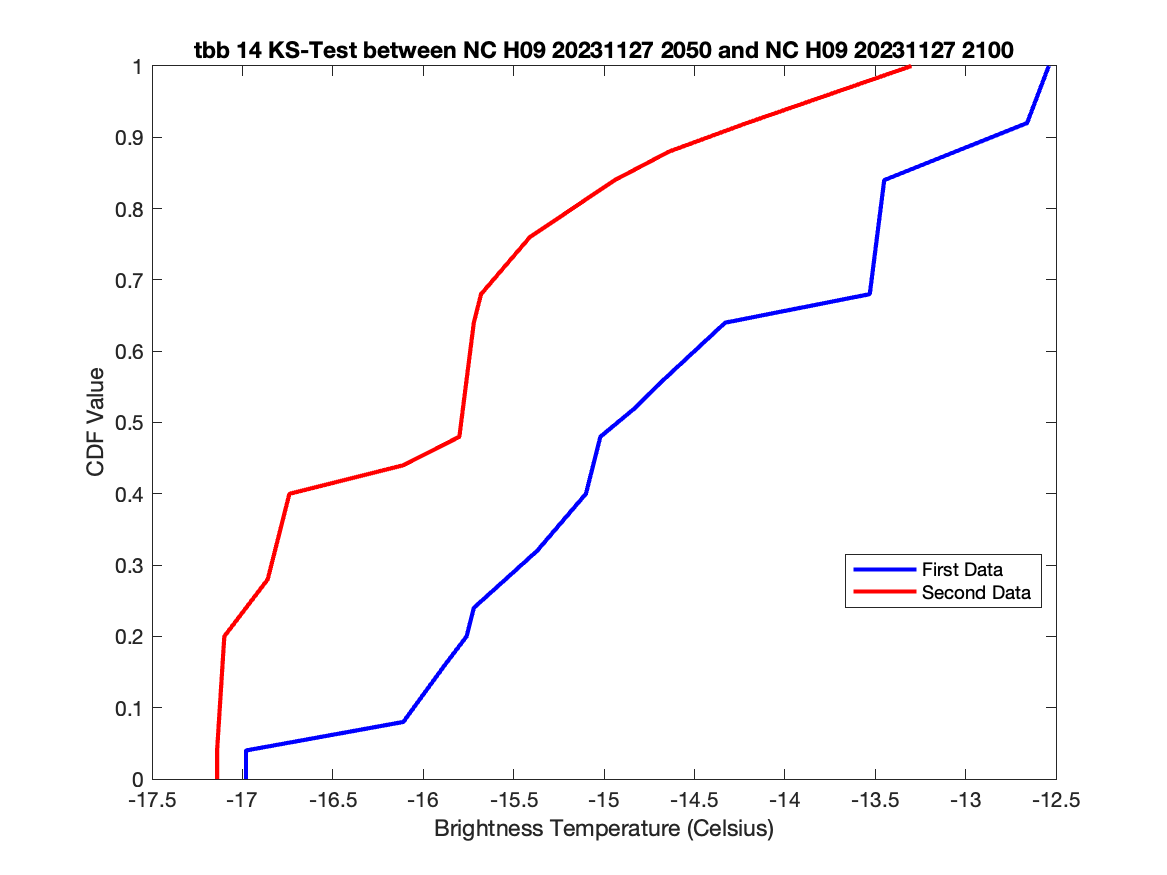 tbb 14 KS-Test between NC H09 20231127 2050 and NC H09 20231127 2100
1
0.9
0.8
0.7
0.6
0.5
0.4
0.3
0.2
0.1
0
CDF Value
First Data
Second Data
-17.5 -17 -16.5 -16 -15.5 -15 -14.5 -14 -13.5 -13 -12.5
Brightness Temperature (Celsius)